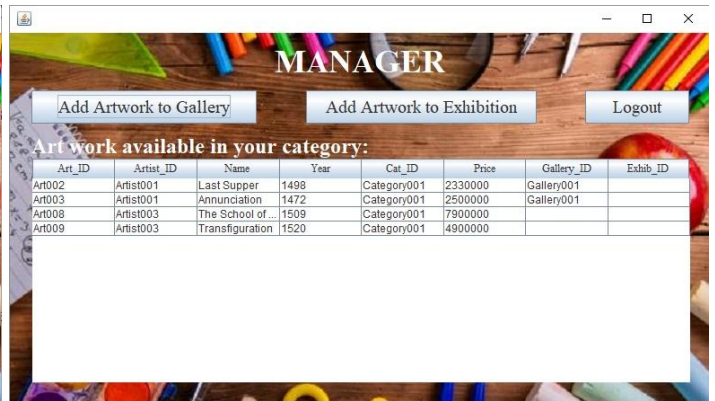 MANAGER
Add Artwork to Gallery Add Artwork to Exhibition Logout
Art work available in your category:
Art_ID Artist_ID Name Year Cat_ID Price Gallery_ID Exhib_ID
Art002 Artist001 Last Supper 1498 Category001 2330000 Gallery001
Art003 Artist001 Annunciation 1472 Category001 2500000 Gallery001
Art008 Artist003 The School of ... 1509 Category001 7900000
Art009 Artist003 Transfiguration 1520 Category001 4900000